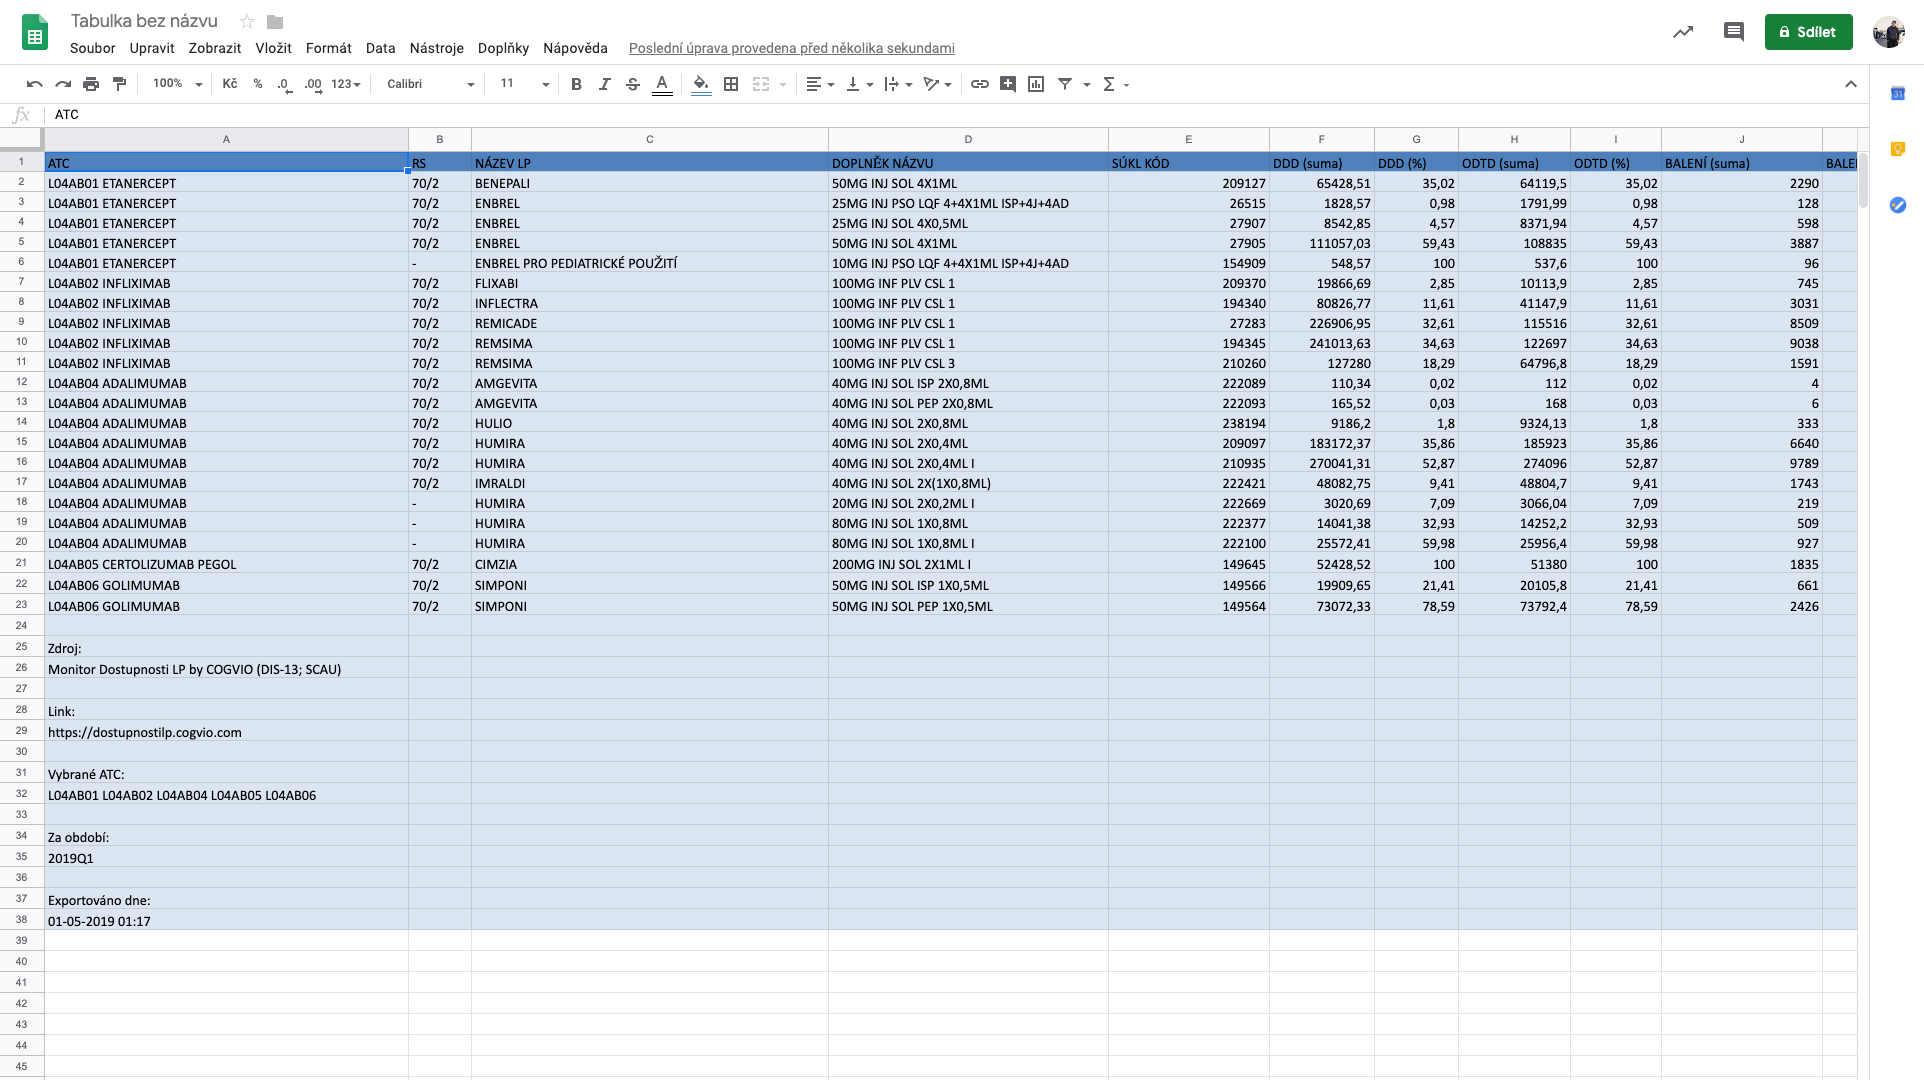 Tabulka bez názvu
Soubor Upravit Zobrazit Vložit Formát Data Nástroje Doplňky Nápověda Poslední úprava provedena před několika sekundami
Sdílet
100% Kč % .0 .00 123 Calibri 11 B I S A Σ
31
fx ATC
A B C D E F G H I J
1 ATC RS NÁZEV LP DOPLNĚK NÁZVU SÚKL KÓD DDD (suma) DDD (%) ODTD (suma) ODTD (%) BALENÍ (suma) BALE
2 L04AB01 ETANERCEPT 70/2 BENEPALI 50MG INJ SOL 4X1ML 209127 65428,51 35,02 64119,5 35,02 2290
3 L04AB01 ETANERCEPT 70/2 ENBREL 25MG INJ PSO LQF 4+4X1ML ISP+4J+4AD 26515 1828,57 0,98 1791,99 0,98 128
4 L04AB01 ETANERCEPT 70/2 ENBREL 25MG INJ SOL 4X0,5ML 27907 8542,85 4,57 8371,94 4,57 598
5 L04AB01 ETANERCEPT 70/2 ENBREL 50MG INJ SOL 4X1ML 27905 111057,03 59,43 108835 59,43 3887
6 L04AB01 ETANERCEPT - ENBREL PRO PEDIATRICKÉ POUŽITÍ 10MG INJ PSO LQF 4+4X1ML ISP+4J+4AD 154909 548,57 100 537,6 100 96
7 L04AB02 INFLIXIMAB 70/2 FLIXABI 100MG INF PLV CSL 1 209370 19866,69 2,85 10113,9 2,85 745
8 L04AB02 INFLIXIMAB 70/2 INFLECTRA 100MG INF PLV CSL 1 194340 80826,77 11,61 41147,9 11,61 3031
9 L04AB02 INFLIXIMAB 70/2 REMICADE 100MG INF PLV CSL 1 27283 226906,95 32,61 115516 32,61 8509
10 L04AB02 INFLIXIMAB 70/2 REMSIMA 100MG INF PLV CSL 1 194345 241013,63 34,63 122697 34,63 9038
11 L04AB02 INFLIXIMAB 70/2 REMSIMA 100MG INF PLV CSL 3 210260 127280 18,29 64796,8 18,29 1591
12 L04AB04 ADALIMUMAB 70/2 AMGEVITA 40MG INJ SOL ISP 2X0,8ML 222089 110,34 0,02 112 0,02 4
13 L04AB04 ADALIMUMAB 70/2 AMGEVITA 40MG INJ SOL PEP 2X0,8ML 222093 165,52 0,03 168 0,03 6
14 L04AB04 ADALIMUMAB 70/2 HULIO 40MG INJ SOL 2X0,8ML 238194 9186,2 1,8 9324,13 1,8 333
15 L04AB04 ADALIMUMAB 70/2 HUMIRA 40MG INJ SOL 2X0,4ML 209097 183172,37 35,86 185923 35,86 6640
16 L04AB04 ADALIMUMAB 70/2 HUMIRA 40MG INJ SOL 2X0,4ML I 210935 270041,31 52,87 274096 52,87 9789
17 L04AB04 ADALIMUMAB 70/2 IMRALDI 40MG INJ SOL 2X(1X0,8ML) 222421 48082,75 9,41 48804,7 9,41 1743
18 L04AB04 ADALIMUMAB - HUMIRA 20MG INJ SOL 2X0,2ML I 222669 3020,69 7,09 3066,04 7,09 219
19 L04AB04 ADALIMUMAB - HUMIRA 80MG INJ SOL 1X0,8ML 222377 14041,38 32,93 14252,2 32,93 509
20 L04AB04 ADALIMUMAB - HUMIRA 80MG INJ SOL 1X0,8ML I 222100 25572,41 59,98 25956,4 59,98 927
21 L04AB05 CERTOLIZUMAB PEGOL 70/2 CIMZIA 200MG INJ SOL 2X1ML I 149645 52428,52 100 51380 100 1835
22 L04AB06 GOLIMUMAB 70/2 SIMPONI 50MG INJ SOL ISP 1X0,5ML 149566 19909,65 21,41 20105,8 21,41 661
23 L04AB06 GOLIMUMAB 70/2 SIMPONI 50MG INJ SOL PEP 1X0,5ML 149564 73072,33 78,59 73792,4 78,59 2426
24
25 Zdroj:
26 Monitor Dostupnosti LP by COGVIO (DIS-13; SCAU)
27
28 Link:
29 https://dostupnostilp.cogvio.com
30
31 Vybrané ATC:
32 L04AB01 L04AB02 L04AB04 L04AB05 L04AB06
33
34 Za období:
35 2019Q1
36
37 Exportováno dne:
38 01-05-2019 01:17
39
40
41
42
43
44
45